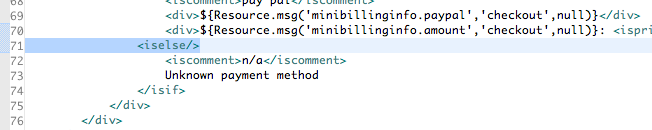 68 <iscomment>pay pal</iscomment>
69 <div>${Resource.msg('minibillinginfo.paypal','checkout',null)}</div>
70 <div>${Resource.msg('minibillinginfo.amount','checkout',null)}: <ispri
71 <iselse/>
72 <iscomment>n/a</iscomment>
73 Unknown payment method
74 </isif>
75 </div>
76 </div>